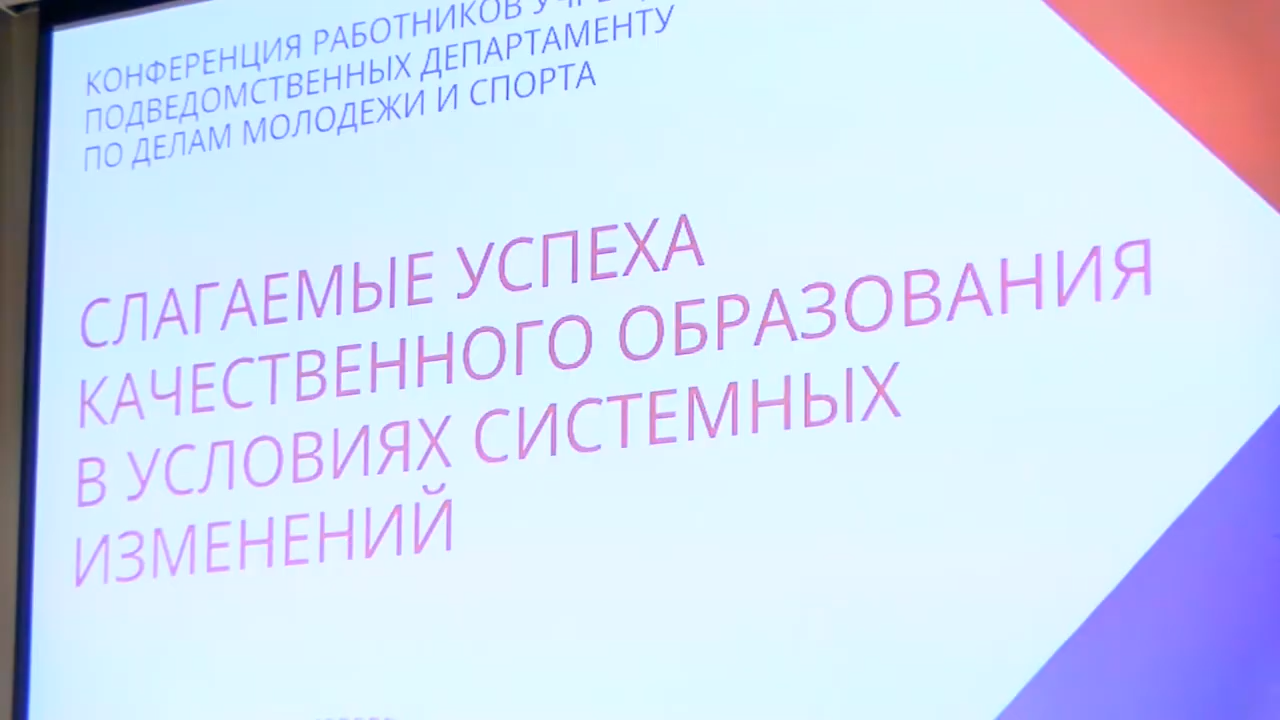 КОНФЕРЕНЦИЯ РАБОТНИКОВ
ПОДВЕДОМСТВЕННЫХ ДЕПАРТАМЕНТУ
ПО ДЕЛАМ МОЛОДЕЖИ И СПОРТА
СЛАГАЕМЫЕ УСПЕХА
КАЧЕСТВЕННОГО ОБРАЗОВАНИЯ
В УСЛОВИЯХ СИСТЕМНЫХ
ИЗМЕНЕНИЙ